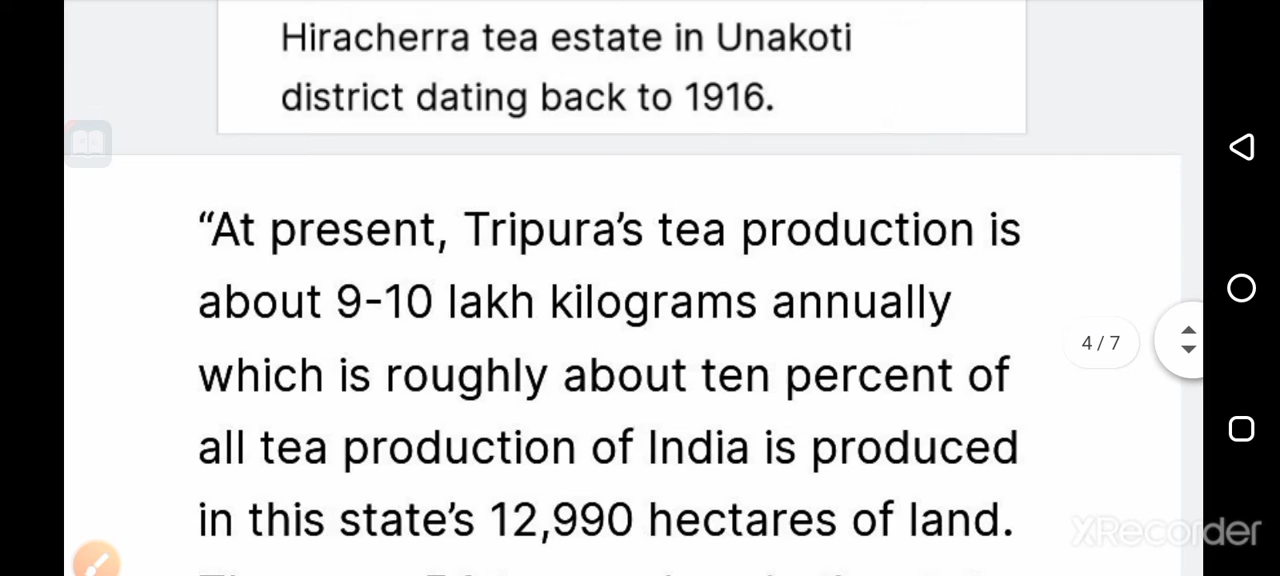 Hiracherra tea estate in Unakoti
district dating back to 1916.
“At present, Tripura’s tea production is
about 9-10 lakh kilograms annually
which is roughly about ten percent of
all tea production of India is produced
in this state’s 12,990 hectares of land.
4 / 7
XRecorder